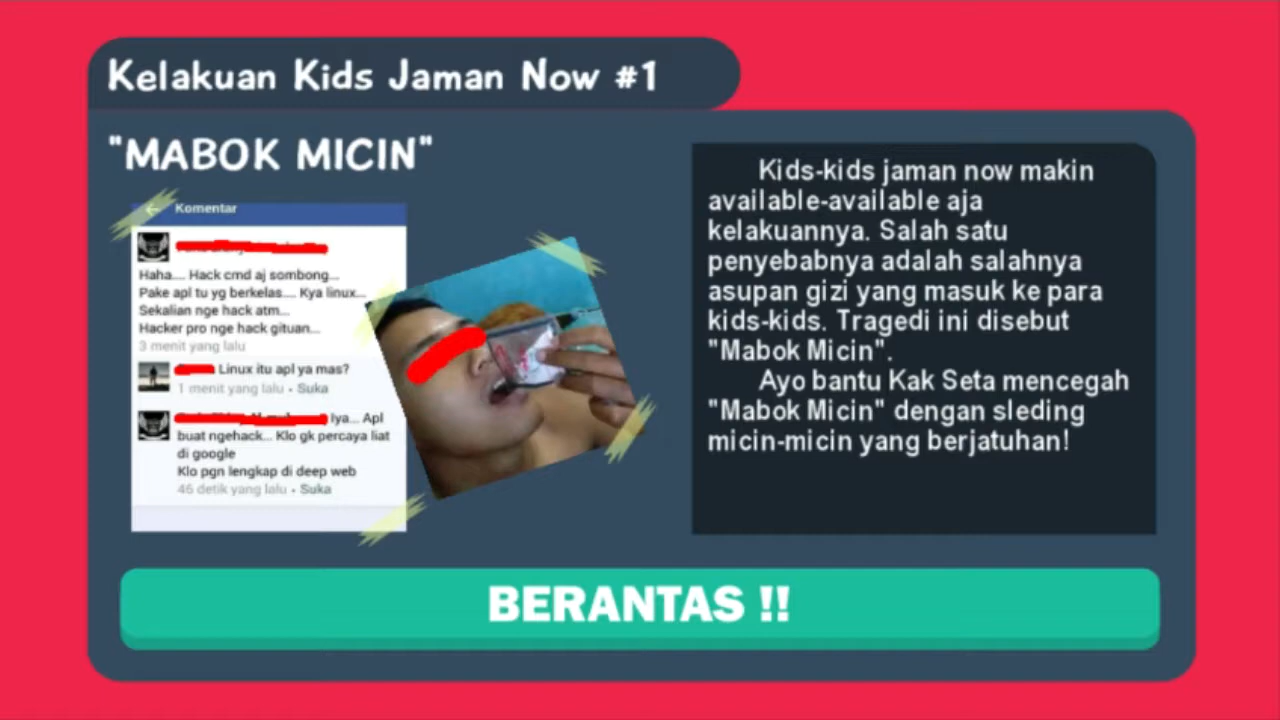 Kelakuan Kids Jaman Now #1
"MABOK MICIN"
Komentar
Haha.... Hack cmd aj sombong...
Pake apl tu yg berkelas.... Kya linux...
Sekalian nge hack atm...
Hacker pro nge hack gituan...
3 menit yang lalu
Linux itu apl ya mas?
1 menit yang lalu • Suka
Iya... Apl
buat ngehack... Klo gk percaya liat
di google
Klo pgn lengkap di deep web
46 detik yang lalu • Suka
Kids-kids jaman now makin
available-available aja
kelakuannya. Salah satu
penyebabnya adalah salahnya
asupan gizi yang masuk ke para
kids-kids. Tragedi ini disebut
"Mabok Micin".
Ayo bantu Kak Seta mencegah
"Mabok Micin" dengan sleding
micin-micin yang berjatuhan!
BERANTAS !!